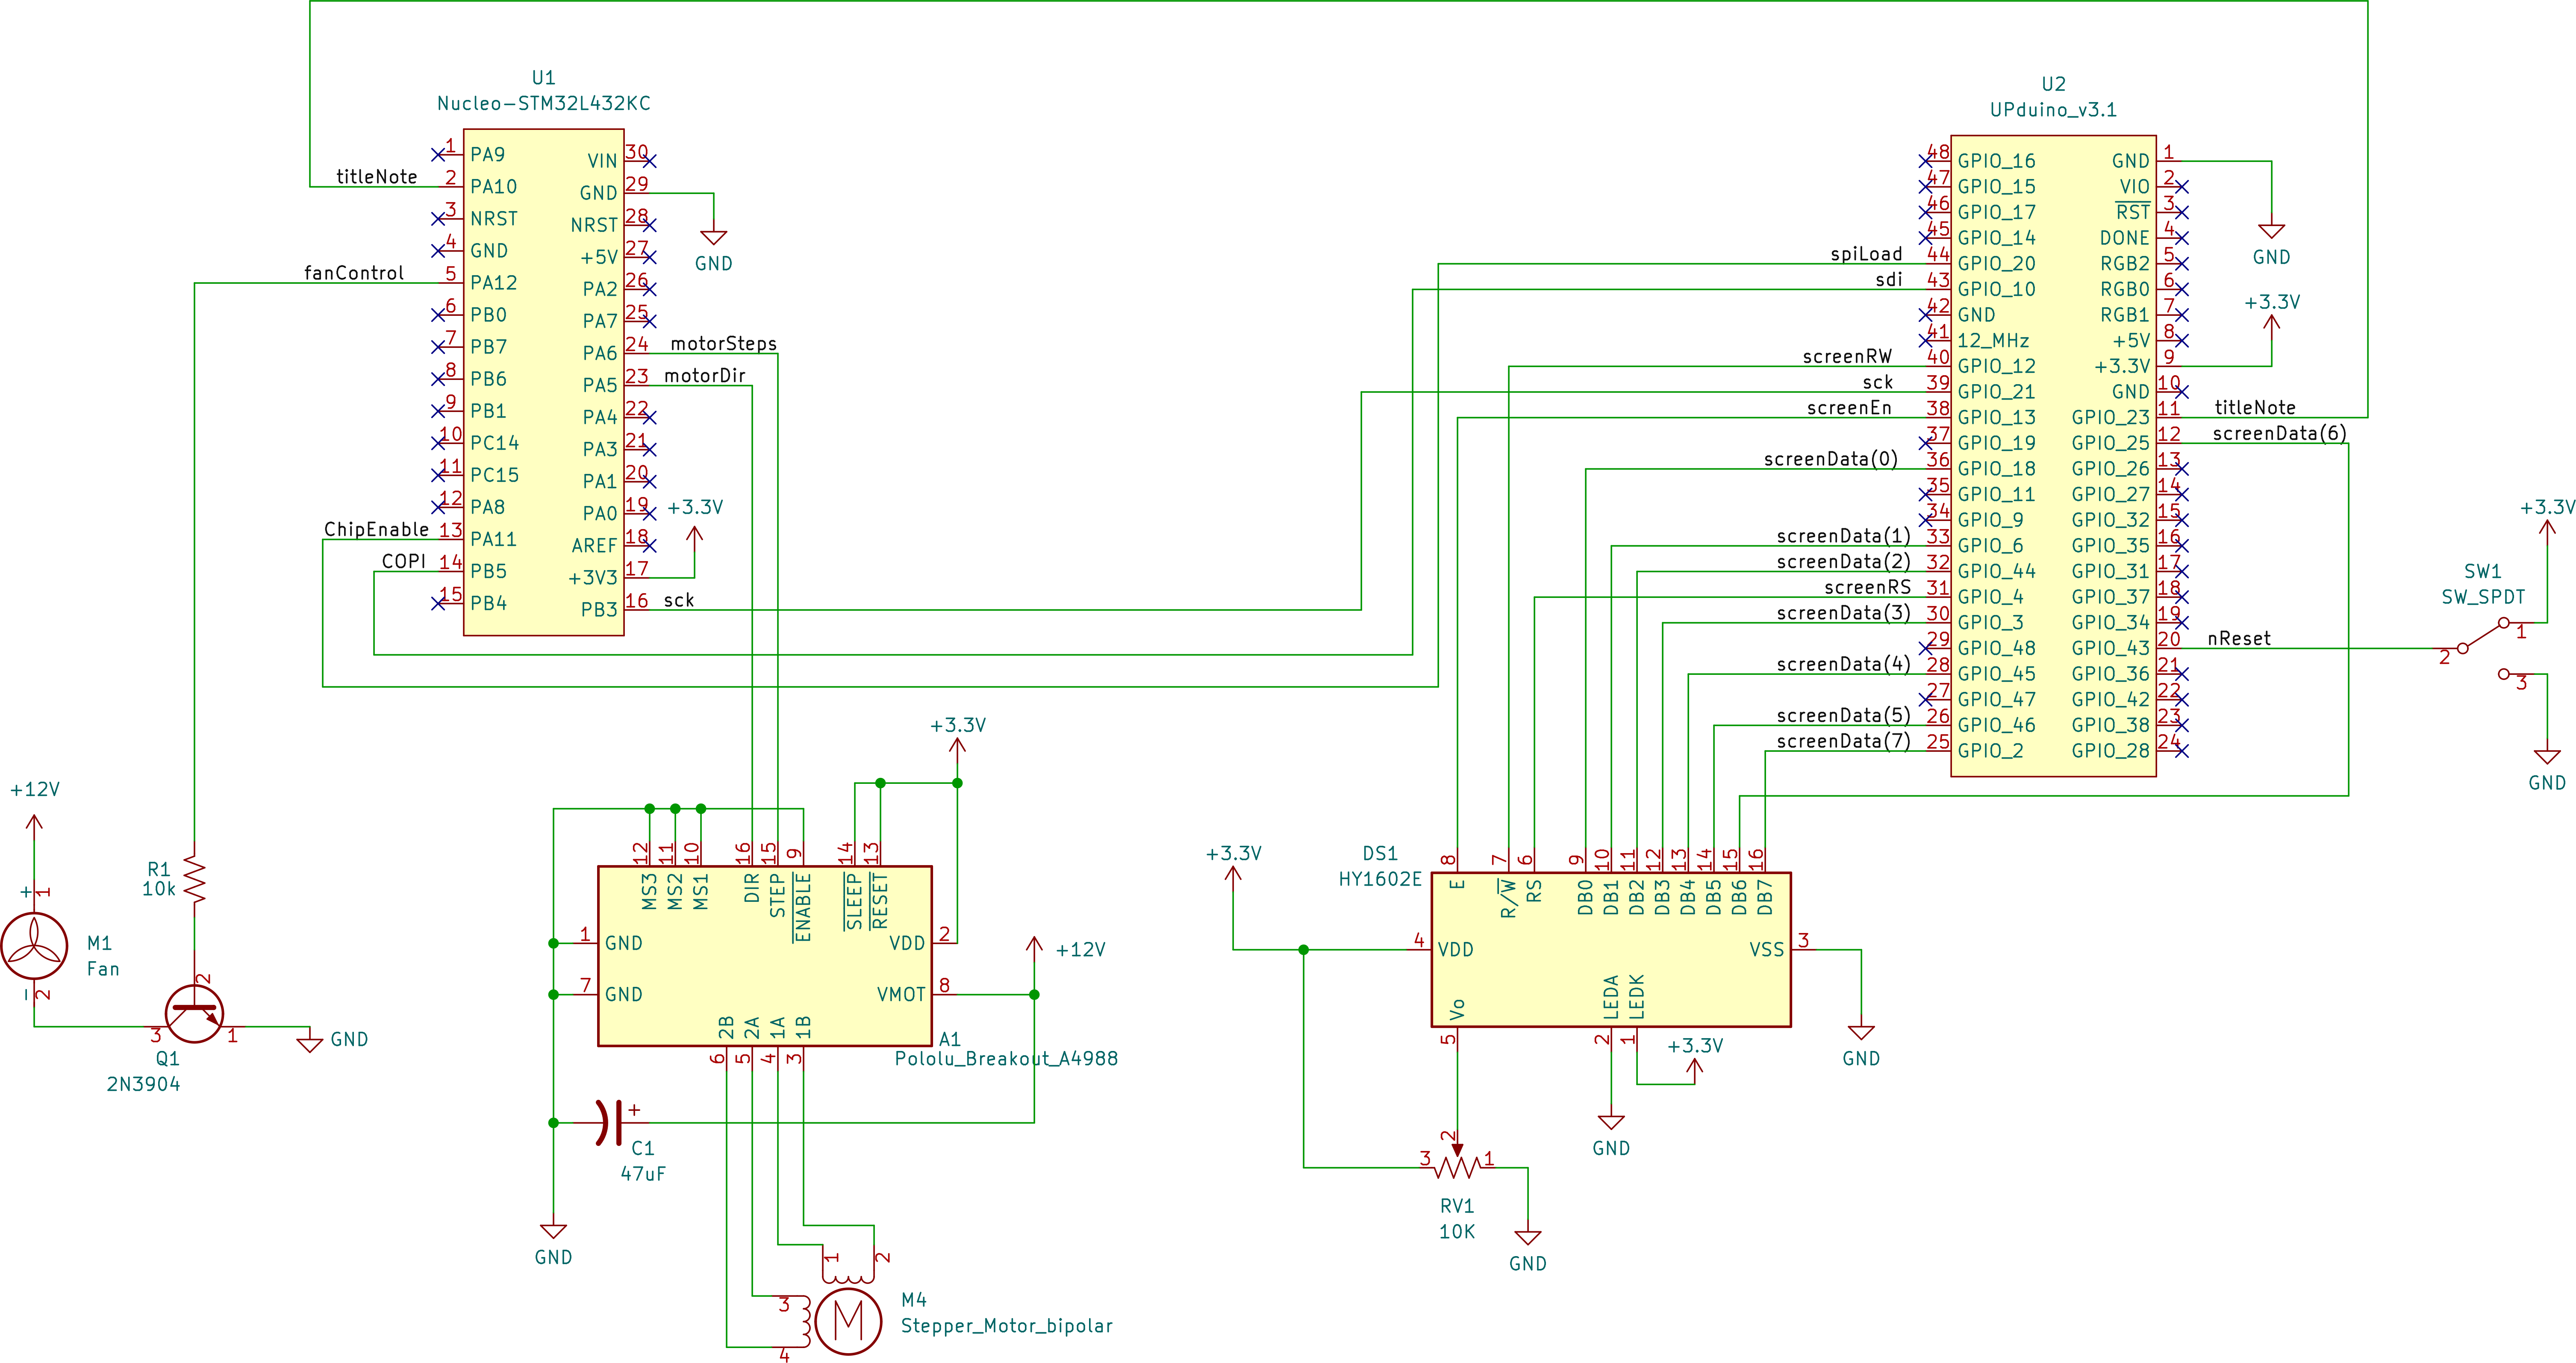 U1
Nucleo-STM32L432KC
1 PA9
titleNote 2 PA10
3 NRST
4 GND
fanControl 5 PA12
6 PB0
7 PB7
8 PB6
9 PB1
10 PC14
11 PC15
12 PA8
ChipEnable 13 PA11
COPI 14 PB5
15 PB4
VIN 30
GND 29
GND
NRST 28
+5V 27
PA2 26
PA7 25
PA6 24 motorSteps
PA5 23 motorDir
PA4 22
PA3 21
PA1 20
PA0 19
+3.3V
AREF 18
+3V3 17
PB3 16 sck
U2
UPduino_v3.1
48 GPIO_16
47 GPIO_15
46 GPIO_17
45 GPIO_14
spiLoad 44 GPIO_20
sdi 43 GPIO_10
42 GND
41 12_MHz
screenRW 40 GPIO_12
sck 39 GPIO_21
screenEn 38 GPIO_13
37 GPIO_19
screenData(0) 36 GPIO_18
35 GPIO_11
34 GPIO_9
screenData(1) 33 GPIO_6
screenData(2) 32 GPIO_44
screenRS 31 GPIO_4
screenData(3) 30 GPIO_3
29 GPIO_48
screenData(4) 28 GPIO_45
27 GPIO_47
screenData(5) 26 GPIO_46
screenData(7) 25 GPIO_2
GND 1
VIO 2
RST 3
DONE 4
GND
RGB2 5
RGB0 6
+3.3V
RGB1 7
+5V 8
+3.3V 9
GND 10
GPIO_23 11 titleNote
GPIO_25 12 screenData(6)
GPIO_26 13
GPIO_27 14
GPIO_32 15
GPIO_35 16
GPIO_31 17
GPIO_37 18
GPIO_34 19
GPIO_43 20 nReset
GPIO_36 21
GPIO_42 22
GPIO_38 23
GPIO_28 24
+3.3V
SW1
SW_SPDT
1
2
3
GND
+12V
+ 1
M1
Fan
- 2
R1
10k
2
3 1
GND
Q1
2N3904
+3.3V
12 11 10 16 15 9 14 13
MS3 MS2 MS1 DIR STEP ENABLE SLEEP RESET
1 GND
VDD 2
+12V
7 GND
VMOT 8
2B 2A 1A 1B
6 5 4 3
A1
Pololu_Breakout_A4988
+
C1
47uF
GND
1 2
3
4
M
M4
Stepper_Motor_bipolar
+3.3V
DS1
HY1602E
8 7 6 9 10 11 12 13 14 15 16
E R/W RS DB0 DB1 DB2 DB3 DB4 DB5 DB6 DB7
4 VDD
VSS 3
GND
Vo LEDA LEDK
5 2 1
+3.3V
GND
2
3 1
RV1
10K
GND